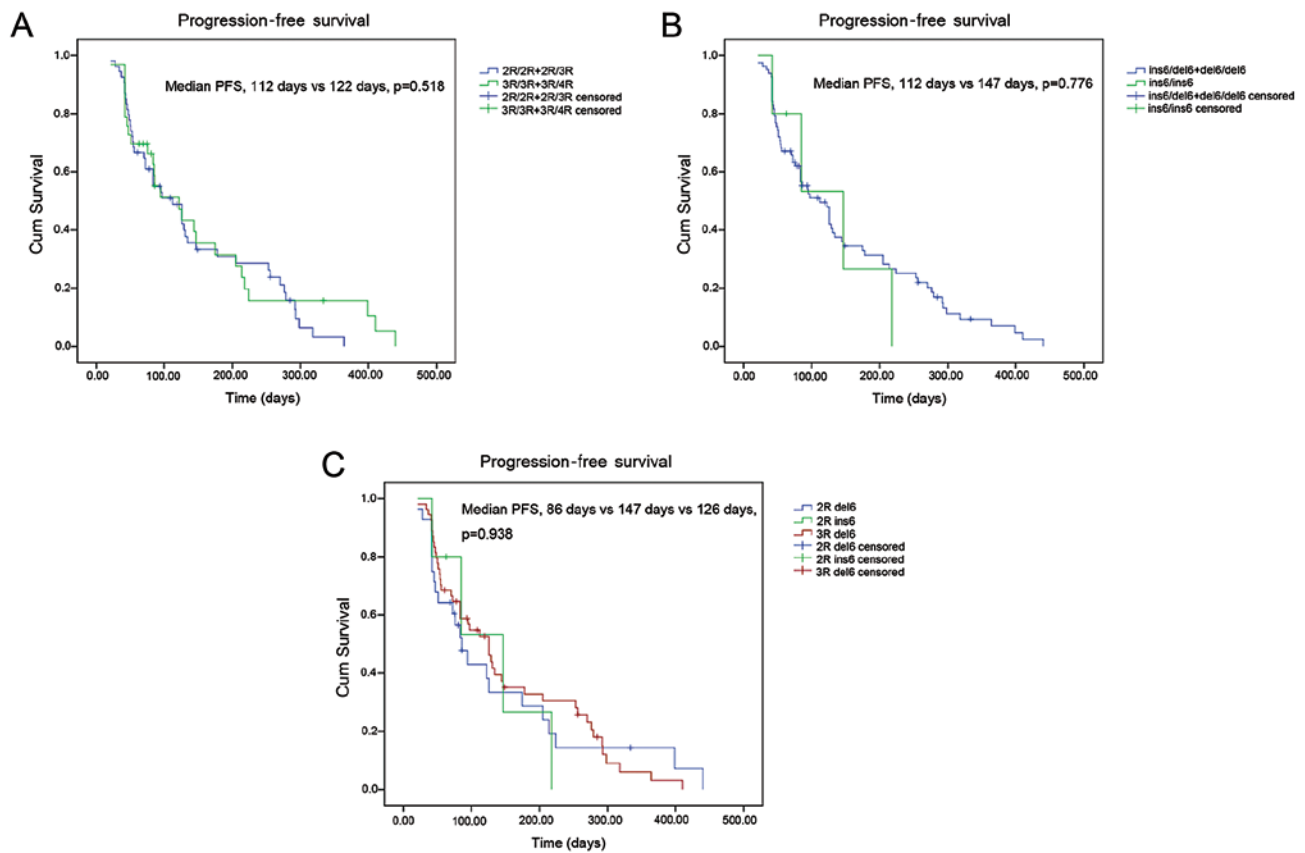 A
Progression-free survival
Median PFS, 112 days vs 122 days, p=0.518
2R/2R+2R/3R
3R/3R+3R/4R
2R/2R+2R/3R censored
3R/3R+3R/4R censored
Cum Survival
1.0
0.8
0.6
0.4
0.2
0.0
0.00 100.00 200.00 300.00 400.00 500.00
Time (days)
B
Progression-free survival
Median PFS, 112 days vs 147 days, p=0.776
ins6/del6+del6/del6
ins6/ins6
ins6/del6+del6/del6 censored
ins6/ins6 censored
Cum Survival
1.0
0.8
0.6
0.4
0.2
0.0
0.00 100.00 200.00 300.00 400.00 500.00
Time (days)
C
Progression-free survival
Median PFS, 86 days vs 147 days vs 126 days,
p=0.938
2R del6
2R ins6
3R del6
2R del6 censored
2R ins6 censored
3R del6 censored
Cum Survival
1.0
0.8
0.6
0.4
0.2
0.0
0.00 100.00 200.00 300.00 400.00 500.00
Time (days)